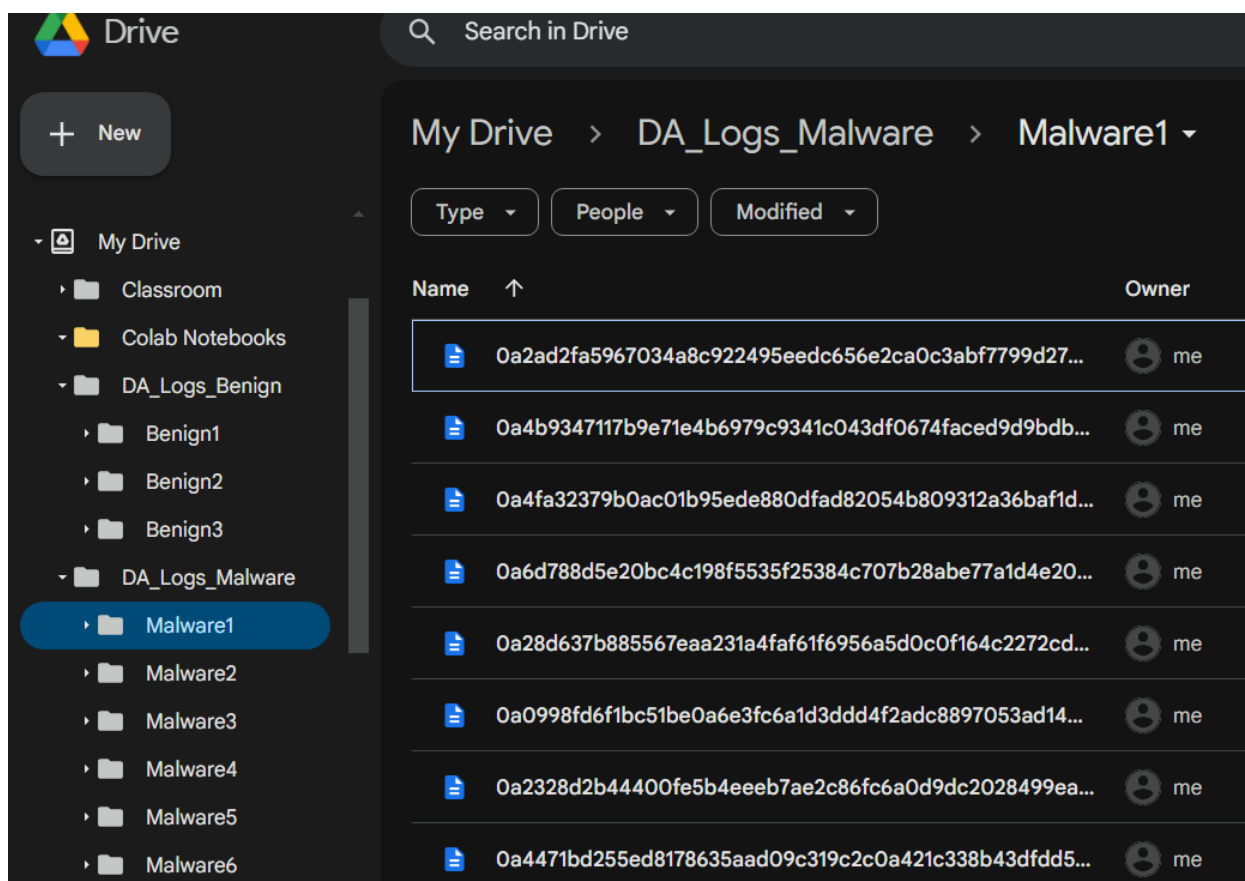 Drive
Search in Drive
New
My Drive
Classroom
Colab Notebooks
DA_Logs_Benign
Benign1
Benign2
Benign3
DA_Logs_Malware
Malware1
Malware2
Malware3
Malware4
Malware5
Malware6
My Drive > DA_Logs_Malware > Malware1
Type People Modified
Name Owner
0a2ad2fa5967034a8c922495eedc656e2ca0c3abf7799d27... me
0a4b9347117b9e71e4b6979c9341c043df0674faced9d9bdb... me
0a4fa32379b0ac01b95ede880dfad82054b809312a36baf1d... me
0a6d788d5e20bc4c198f5535f25384c707b28abe77a1d4e20... me
0a28d637b885567eaa231a4faf61f6956a5d0c0f164c2272cd... me
0a0998fd6f1bc51be0a6e3fc6a1d3ddd4f2adc8897053ad14... me
0a2328d2b44400fe5b4eeeb7ae2c86fc6a0d9dc2028499ea... me
0a4471bd255ed8178635aad09c319c2c0a421c338b43dfdd5... me